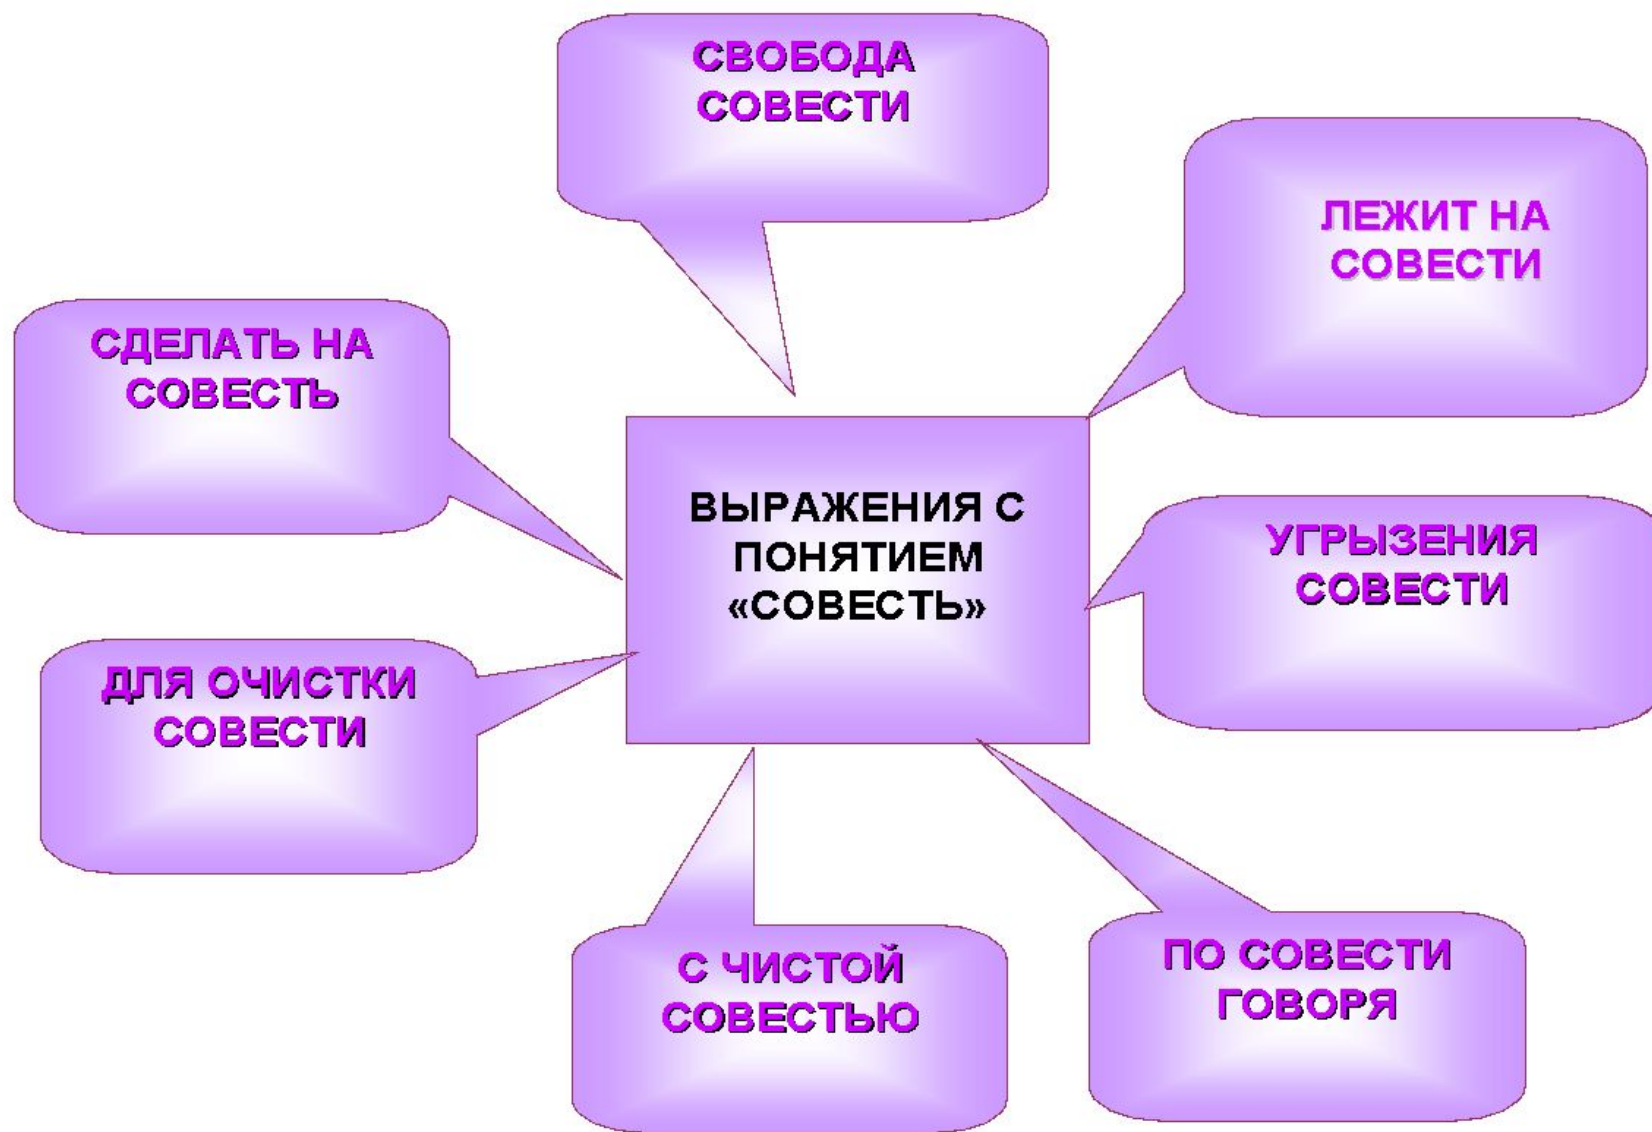 СВОБОДА
СОВЕСТИ
ЛЕЖИТ НА
СОВЕСТИ
СДЕЛАТЬ НА
СОВЕСТЬ
ВЫРАЖЕНИЯ С
ПОНЯТИЕМ
«СОВЕСТЬ»
УГРЫЗЕНИЯ
СОВЕСТИ
ДЛЯ ОЧИСТКИ
СОВЕСТИ
С ЧИСТОЙ
СОВЕСТЬЮ
ПО СОВЕСТИ
ГОВОРЯ